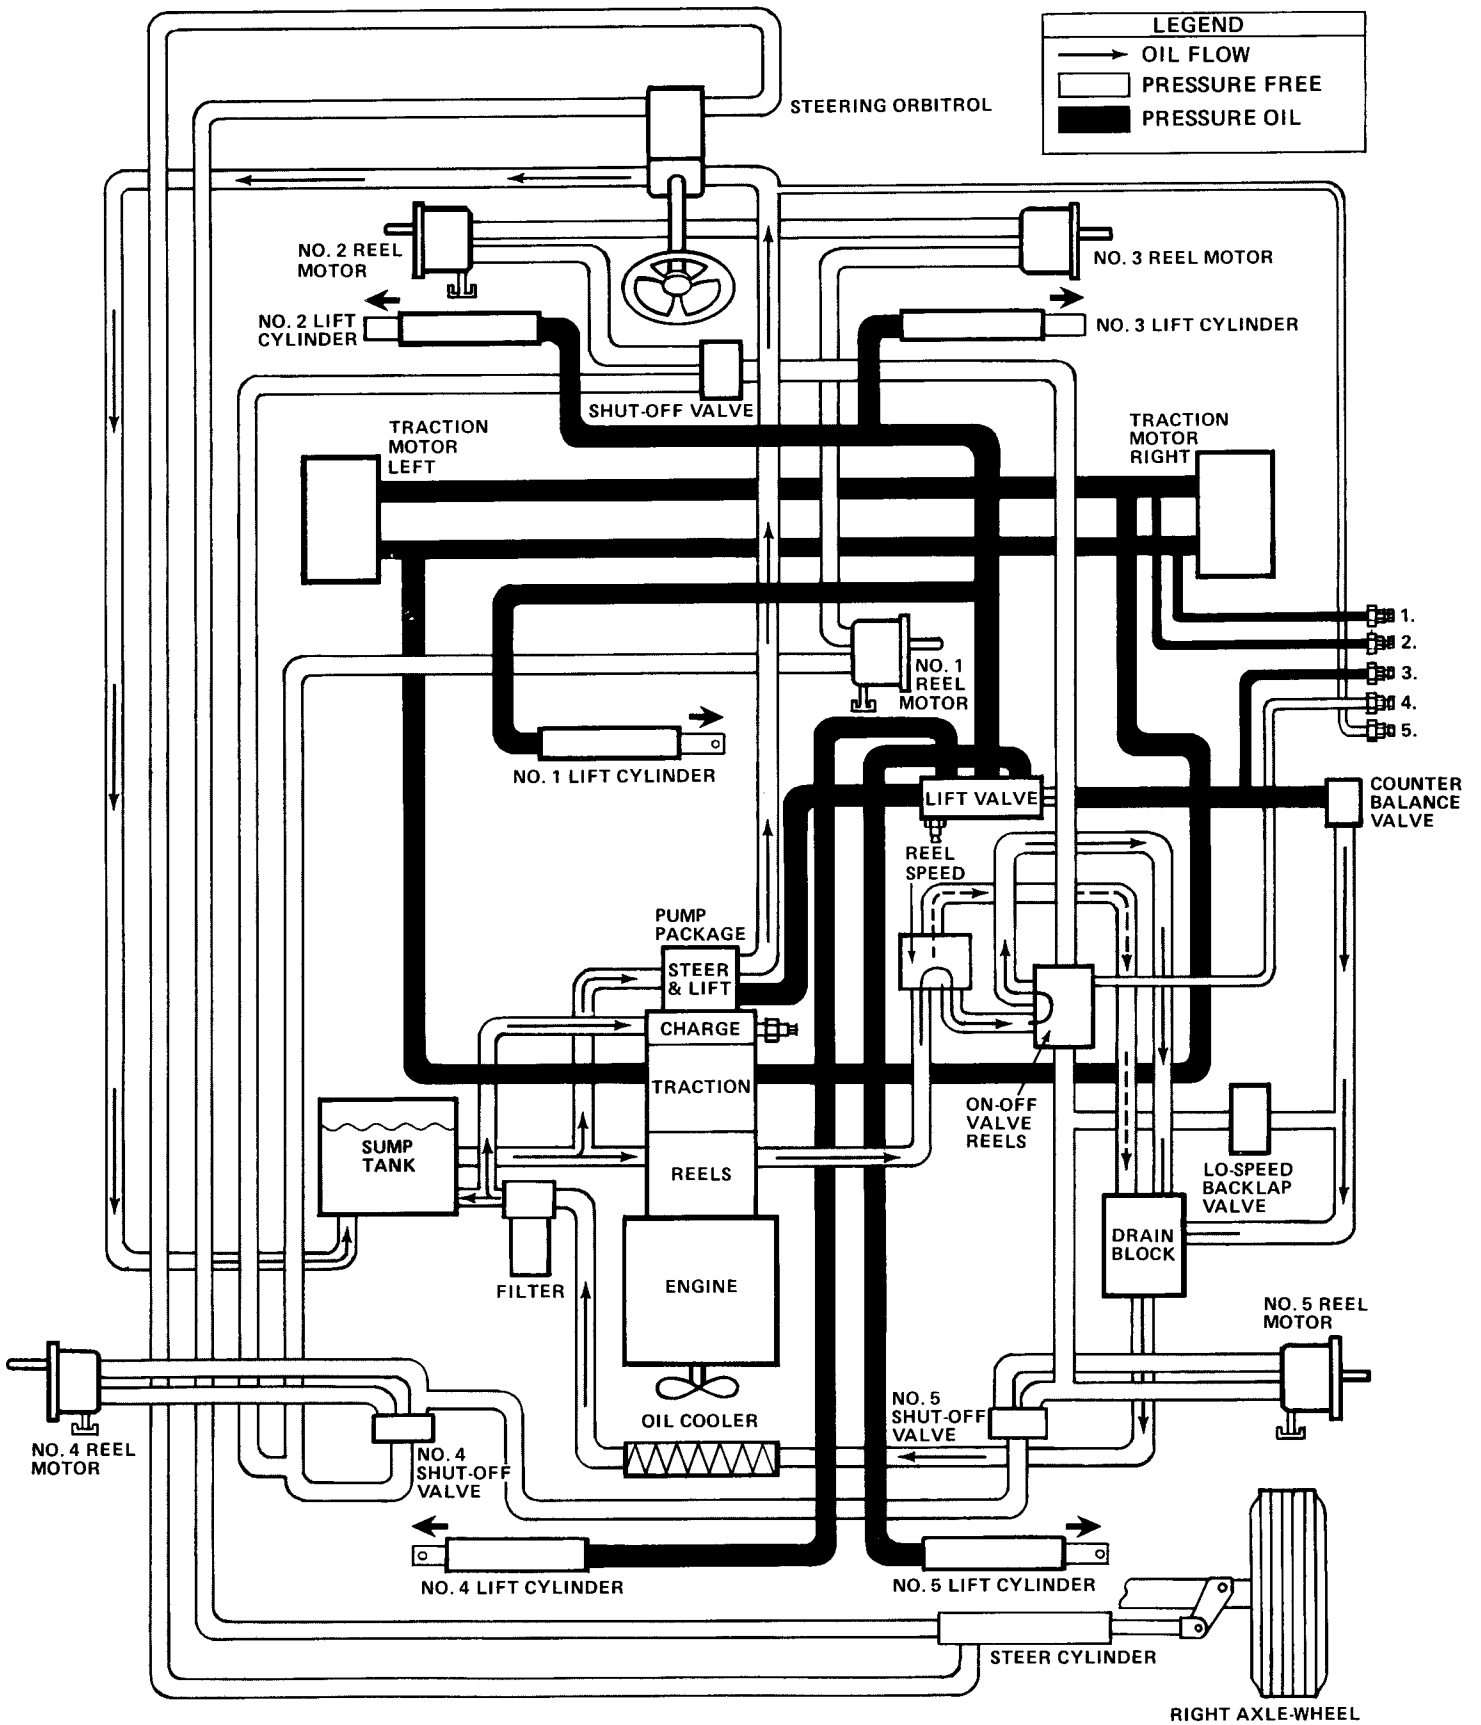 LEGEND
OIL FLOW
PRESSURE FREE
PRESSURE OIL
STEERING ORBITROL
NO. 2 REEL
MOTOR
NO. 3 REEL MOTOR
NO. 2 LIFT
CYLINDER
NO. 3 LIFT CYLINDER
SHUT-OFF VALVE
TRACTION
MOTOR
LEFT
TRACTION
MOTOR
RIGHT
1.
2.
3.
4.
5.
NO. 1
REEL
MOTOR
NO. 1 LIFT CYLINDER
LIFT VALVE
COUNTER
BALANCE
VALVE
REEL
SPEED
PUMP
PACKAGE
STEER
& LIFT
CHARGE
TRACTION
REELS
ENGINE
ON-OFF
VALVE
REELS
SUMP
TANK
LO-SPEED
BACKLAP
VALVE
DRAIN
BLOCK
FILTER
NO. 5 REEL
MOTOR
OIL COOLER
NO. 5
SHUT-OFF
VALVE
NO. 4 REEL
MOTOR
NO. 4
SHUT-OFF
VALVE
NO. 4 LIFT CYLINDER
NO. 5 LIFT CYLINDER
STEER CYLINDER
RIGHT AXLE-WHEEL